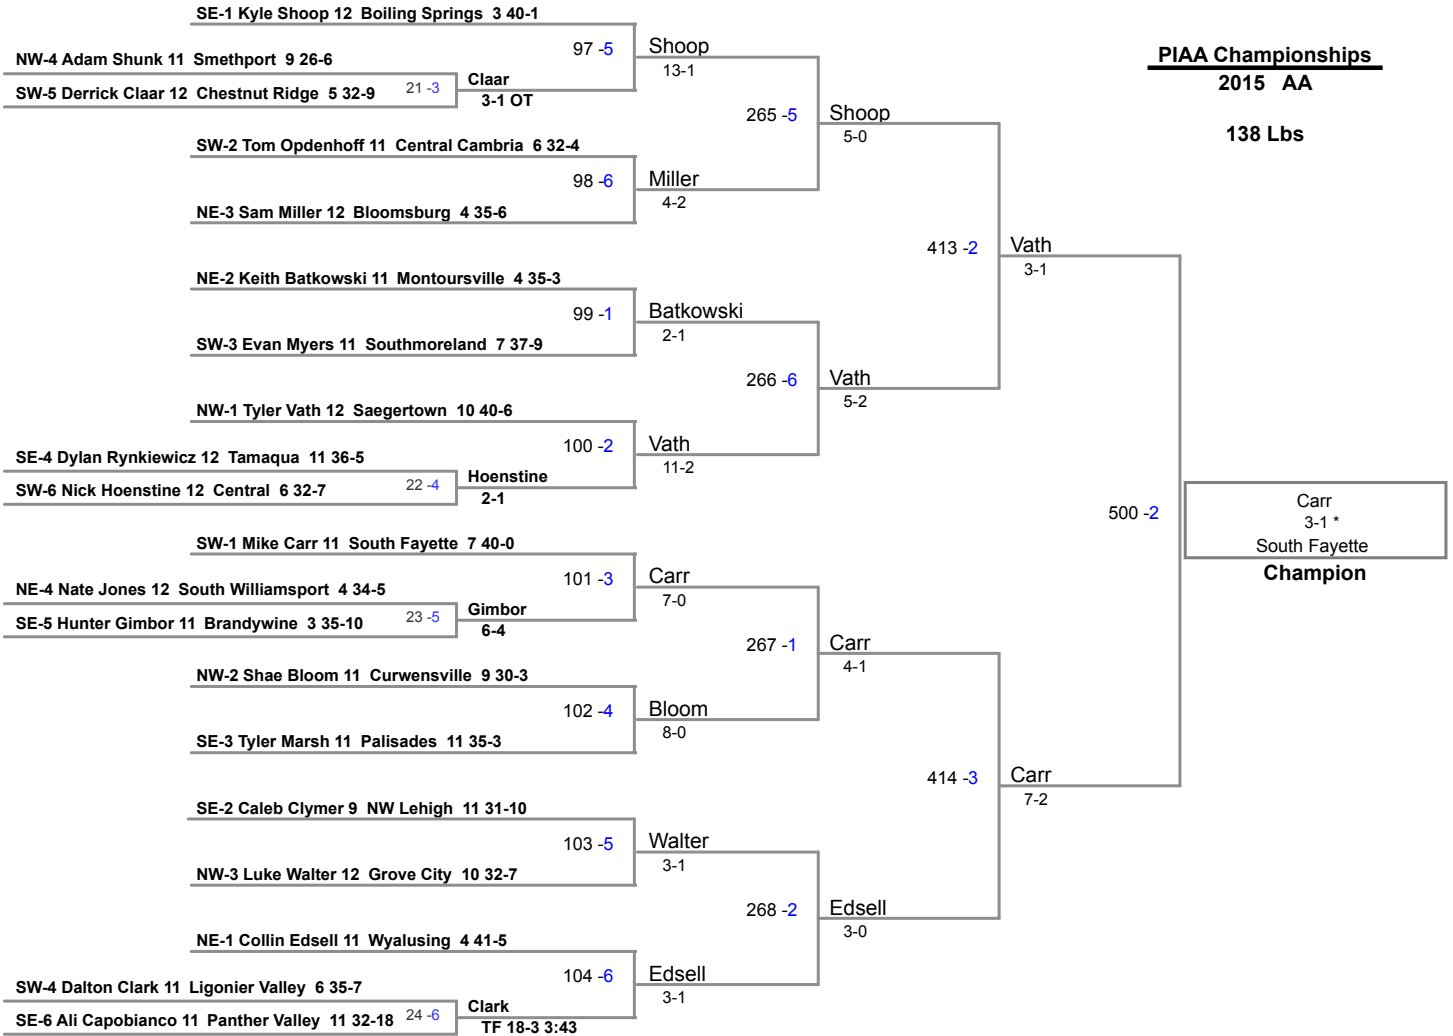 SE-1 Kyle Shoop 12 Boiling Springs 3 40-1
NW-4 Adam Shunk 11 Smethport 9 26-6
SW-5 Derrick Claar 12 Chestnut Ridge 5 32-9
21 -3
Claar
3-1 OT
97 -5
Shoop
13-1
SW-2 Tom Opdenhoff 11 Central Cambria 6 32-4
NE-3 Sam Miller 12 Bloomsburg 4 35-6
98 -6
Miller
4-2
265 -5
Shoop
5-0
NE-2 Keith Batkowski 11 Montoursville 4 35-3
SW-3 Evan Myers 11 Southmoreland 7 37-9
99 -1
Batkowski
2-1
NW-1 Tyler Vath 12 Saegertown 10 40-6
SE-4 Dylan Rynkiewicz 12 Tamaqua 11 36-5
SW-6 Nick Hoenstine 12 Central 6 32-7
22 -4
Hoenstine
2-1
100 -2
Vath
11-2
266 -6
Vath
5-2
413 -2
Vath
3-1
SW-1 Mike Carr 11 South Fayette 7 40-0
NE-4 Nate Jones 12 South Williamsport 4 34-5
SE-5 Hunter Gimbor 11 Brandywine 3 35-10
23 -5
Gimbor
6-4
101 -3
Carr
7-0
NW-2 Shae Bloom 11 Curwensville 9 30-3
SE-3 Tyler Marsh 11 Palisades 11 35-3
102 -4
Bloom
8-0
267 -1
Carr
4-1
SE-2 Caleb Clymer 9 NW Lehigh 11 31-10
NW-3 Luke Walter 12 Grove City 10 32-7
103 -5
Walter
3-1
NE-1 Collin Edsell 11 Wyalusing 4 41-5
SW-4 Dalton Clark 11 Ligonier Valley 6 35-7
SE-6 Ali Capobianco 11 Panther Valley 11 32-18
24 -6
Clark
TF 18-3 3:43
104 -6
Edsell
3-1
268 -2
Edsell
3-0
414 -3
Carr
7-2
500 -2
Carr
3-1 *
South Fayette
Champion
PIAA Championships
2015 AA
138 Lbs